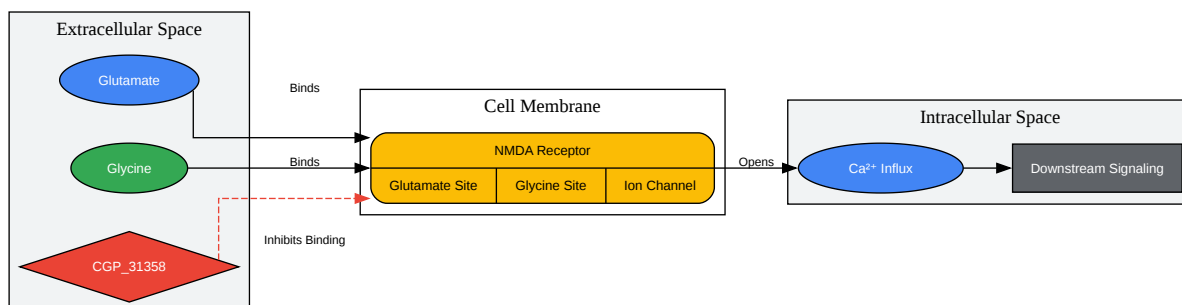 Extracellular Space
Glutamate
Glycine
CGP_31358
Binds
Binds
Inhibits Binding
Cell Membrane
NMDA Receptor
Glutamate Site
Glycine Site
Ion Channel
Opens
Intracellular Space
Ca²⁺ Influx
Downstream Signaling